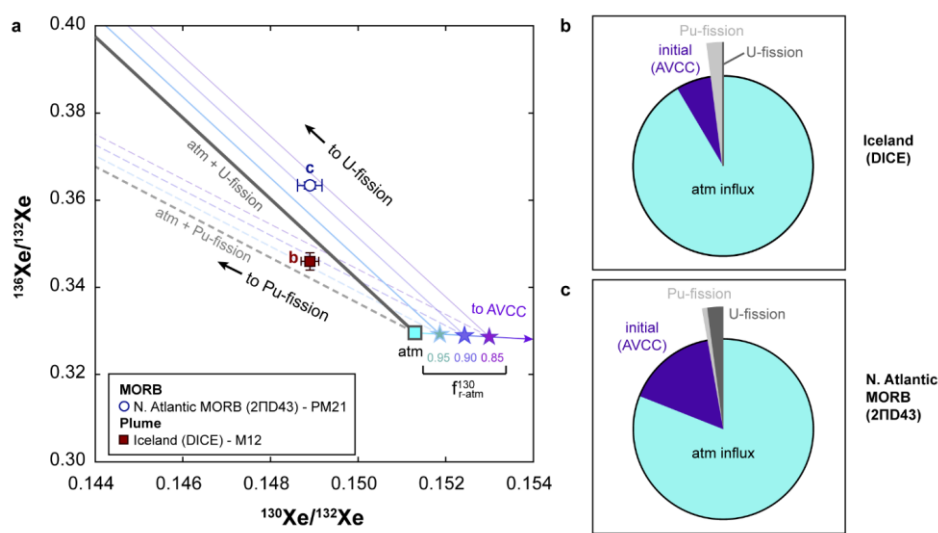 a
0.40
0.38
0.36
0.34
0.32
0.30
136Xe/132Xe
atm + U-fission
atm + Pu-fission
to U-fission
to Pu-fission
to AVCC
c
b
atm
0.95 0.90 0.85
f130r-atm
MORB
N. Atlantic MORB (2ΠD43) - PM21
Plume
Iceland (DICE) - M12
0.144 0.146 0.148 0.150 0.152 0.154
130Xe/132Xe
b
Pu-fission
U-fission
initial
(AVCC)
atm influx
Iceland
(DICE)
c
Pu-fission
U-fission
initial
(AVCC)
atm influx
N. Atlantic
MORB
(2ΠD43)